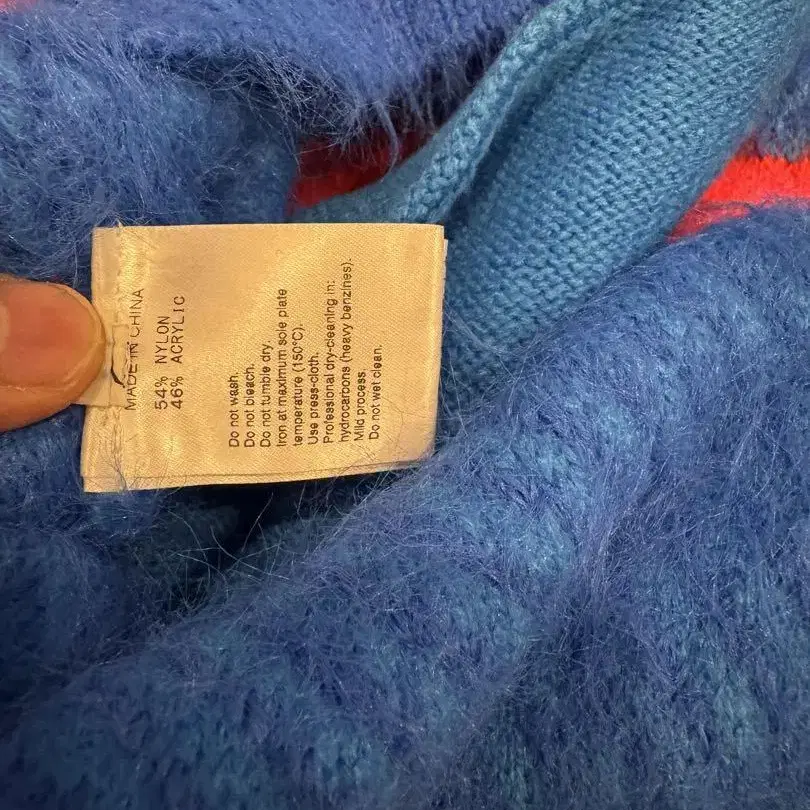 MADE IN CHINA
54% NYLON
46% ACRYLIC
Do not wash.
Do not bleach.
Do not tumble dry.
Iron at maximum sole plate
temperature (150°C).
Use press-cloth.
Professional dry-cleaning in:
hydrocarbons (heavy benzines).
Mild process.
Do not wet clean.